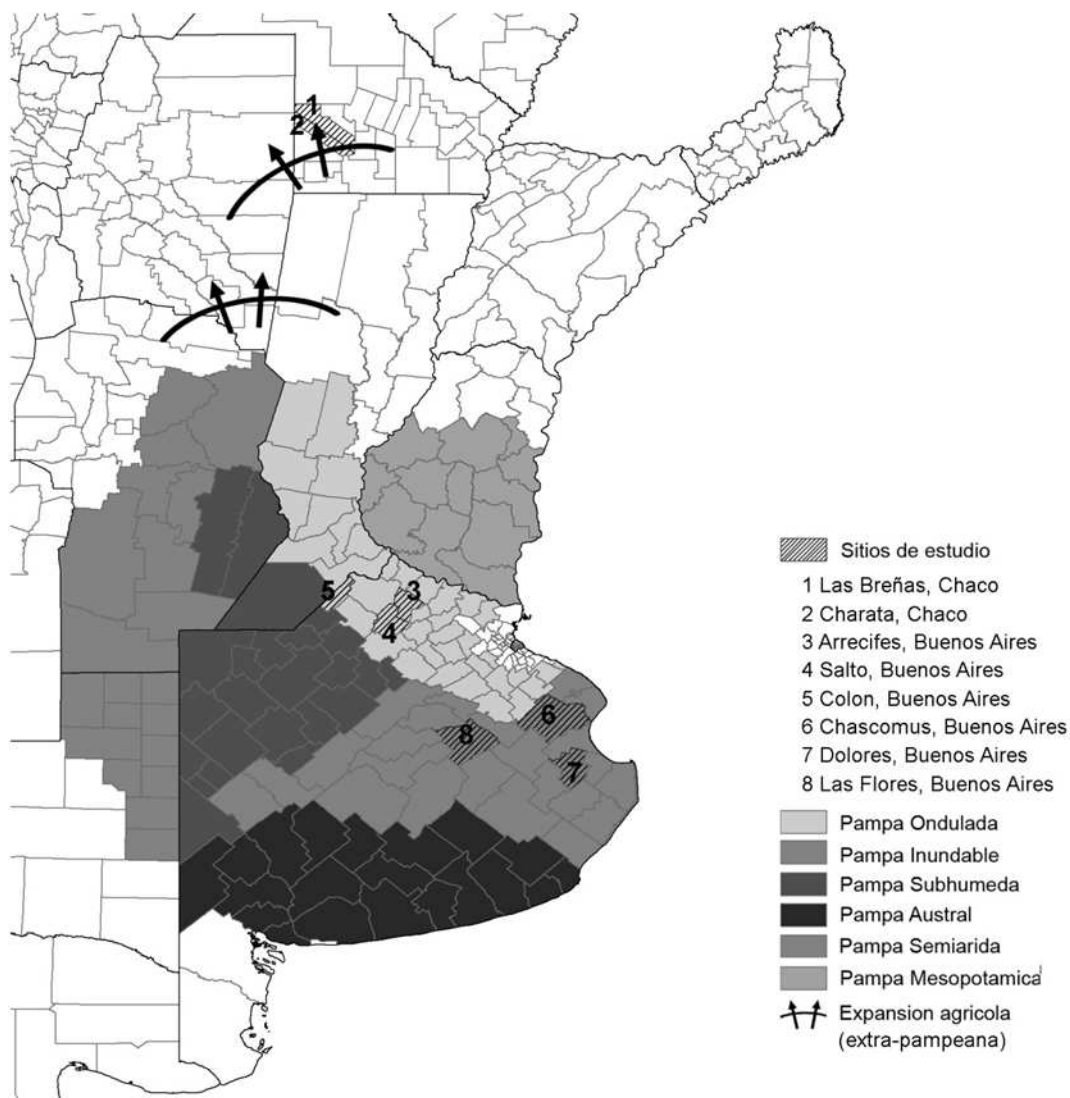 1
2
3
5
4
6
8
7
Sitios de estudio
1 Las Breñas, Chaco
2 Charata, Chaco
3 Arrecifes, Buenos Aires
4 Salto, Buenos Aires
5 Colon, Buenos Aires
6 Chascomus, Buenos Aires
7 Dolores, Buenos Aires
8 Las Flores, Buenos Aires
Pampa Ondulada
Pampa Inundable
Pampa Subhumeda
Pampa Austral
Pampa Semiarida
Pampa Mesopotamica
Expansion agricola
(extra-pampeana)